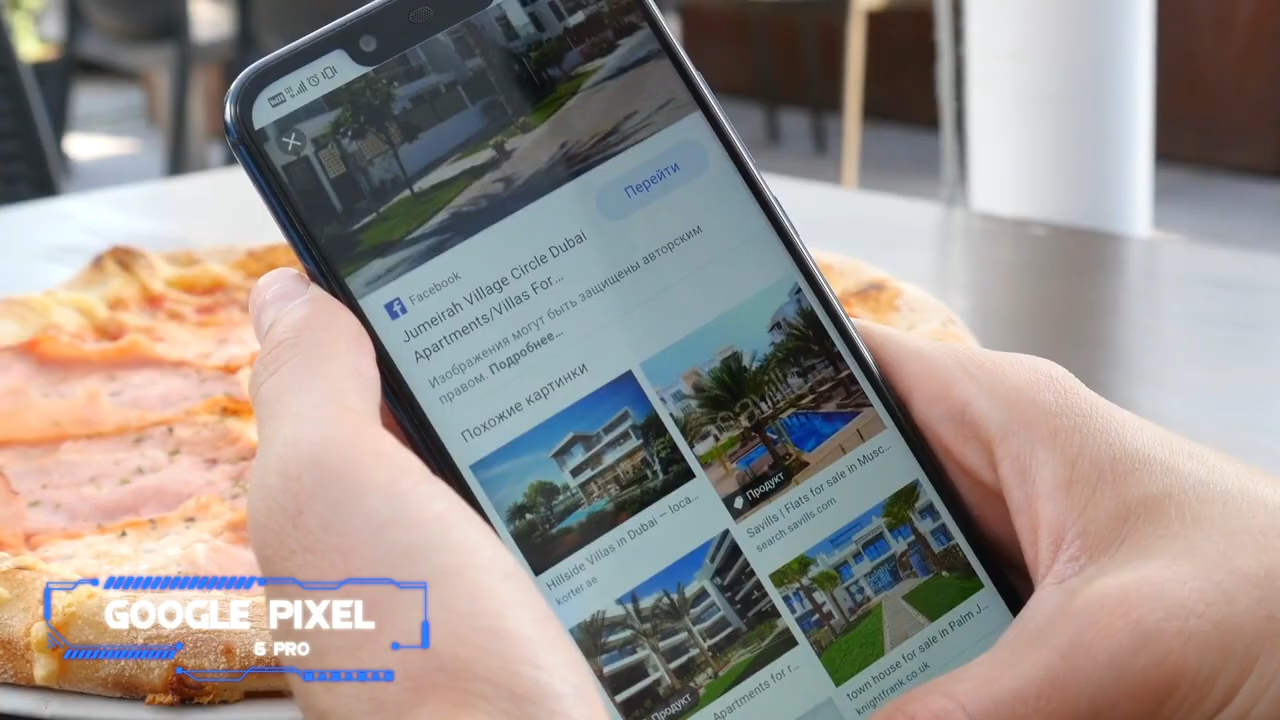 Перейти
Facebook
Jumeirah Village Circle Dubai
Apartments/Villas For...
Изображения могут быть защищены авторским
правом. Подробнее...
Похожие картинки
Продукт
Hillside Villas in Dubai – loca...
korter.ae
Savills | Flats for sale in Musc...
search.savills.com
Продукт
Apartments for r...
town house for sale in Palm J...
knightfrank.co.uk
GOOGLE PIXEL
6 PRO